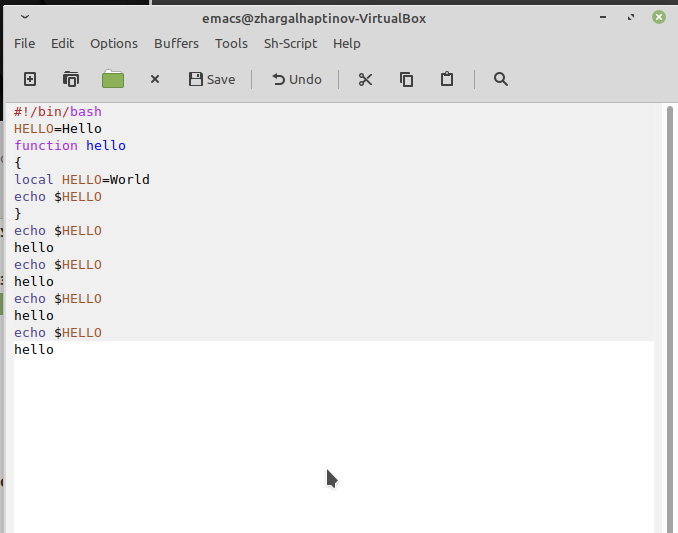 emacs@zhargalhaptinov-VirtualBox
File Edit Options Buffers Tools Sh-Script Help
Save Undo
#!/bin/bash
HELLO=Hello
function hello
{
local HELLO=World
echo $HELLO
}
echo $HELLO
hello
echo $HELLO
hello
echo $HELLO
hello
echo $HELLO
hello